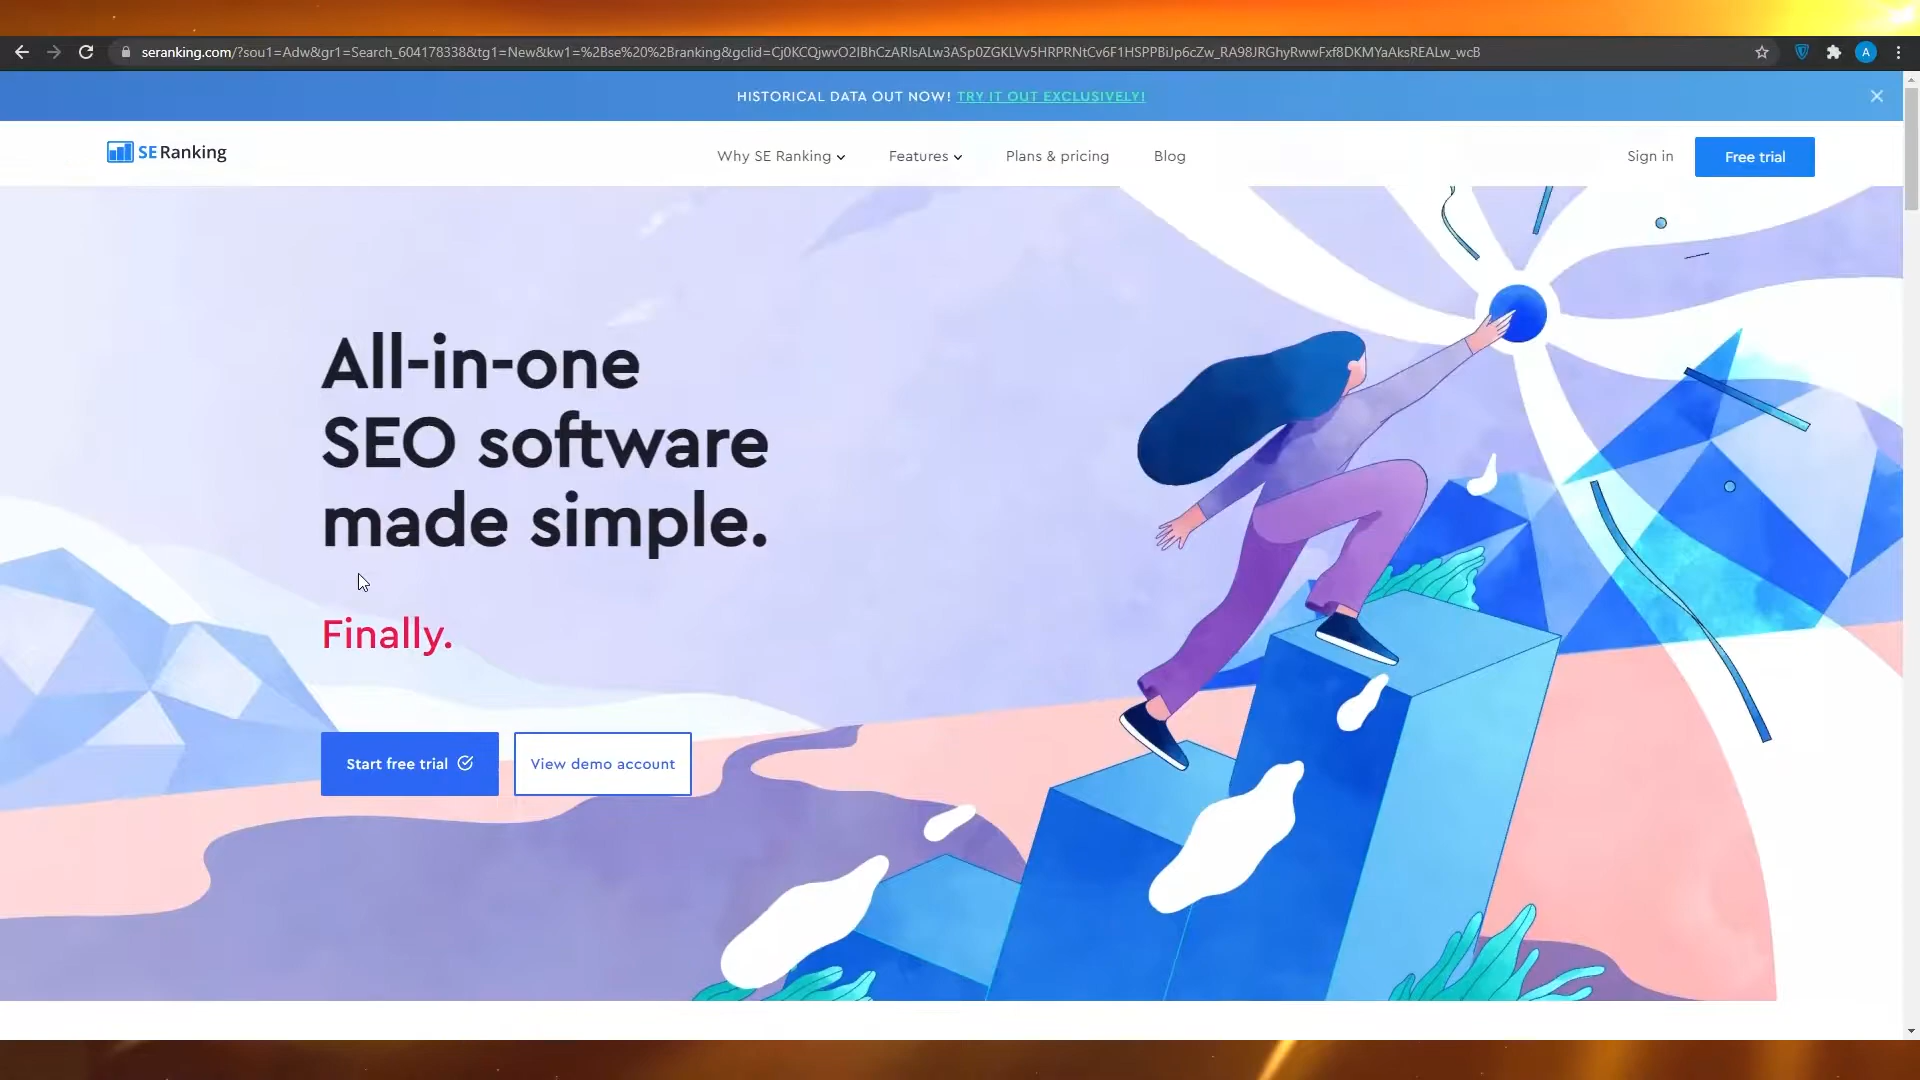 seranking.com/?sou1=Adw&gr1=Search_604178338&tg1=New&kw1=%2Bse%20%2Branking&gclid=Cj0KCQjwvO2IBhCzARIsALw3ASp0ZGKLVv5HRPRNtCv6F1HSPPBiJp6cZw_RA98JRGhyRwwFxf8DKMYaAksREALw_wcB
A
HISTORICAL DATA OUT NOW! TRY IT OUT EXCLUSIVELY!
SE Ranking
Why SE Ranking
Features
Plans & pricing
Blog
Sign in
Free trial
All-in-one
SEO software
made simple.
Finally.
Start free trial
View demo account